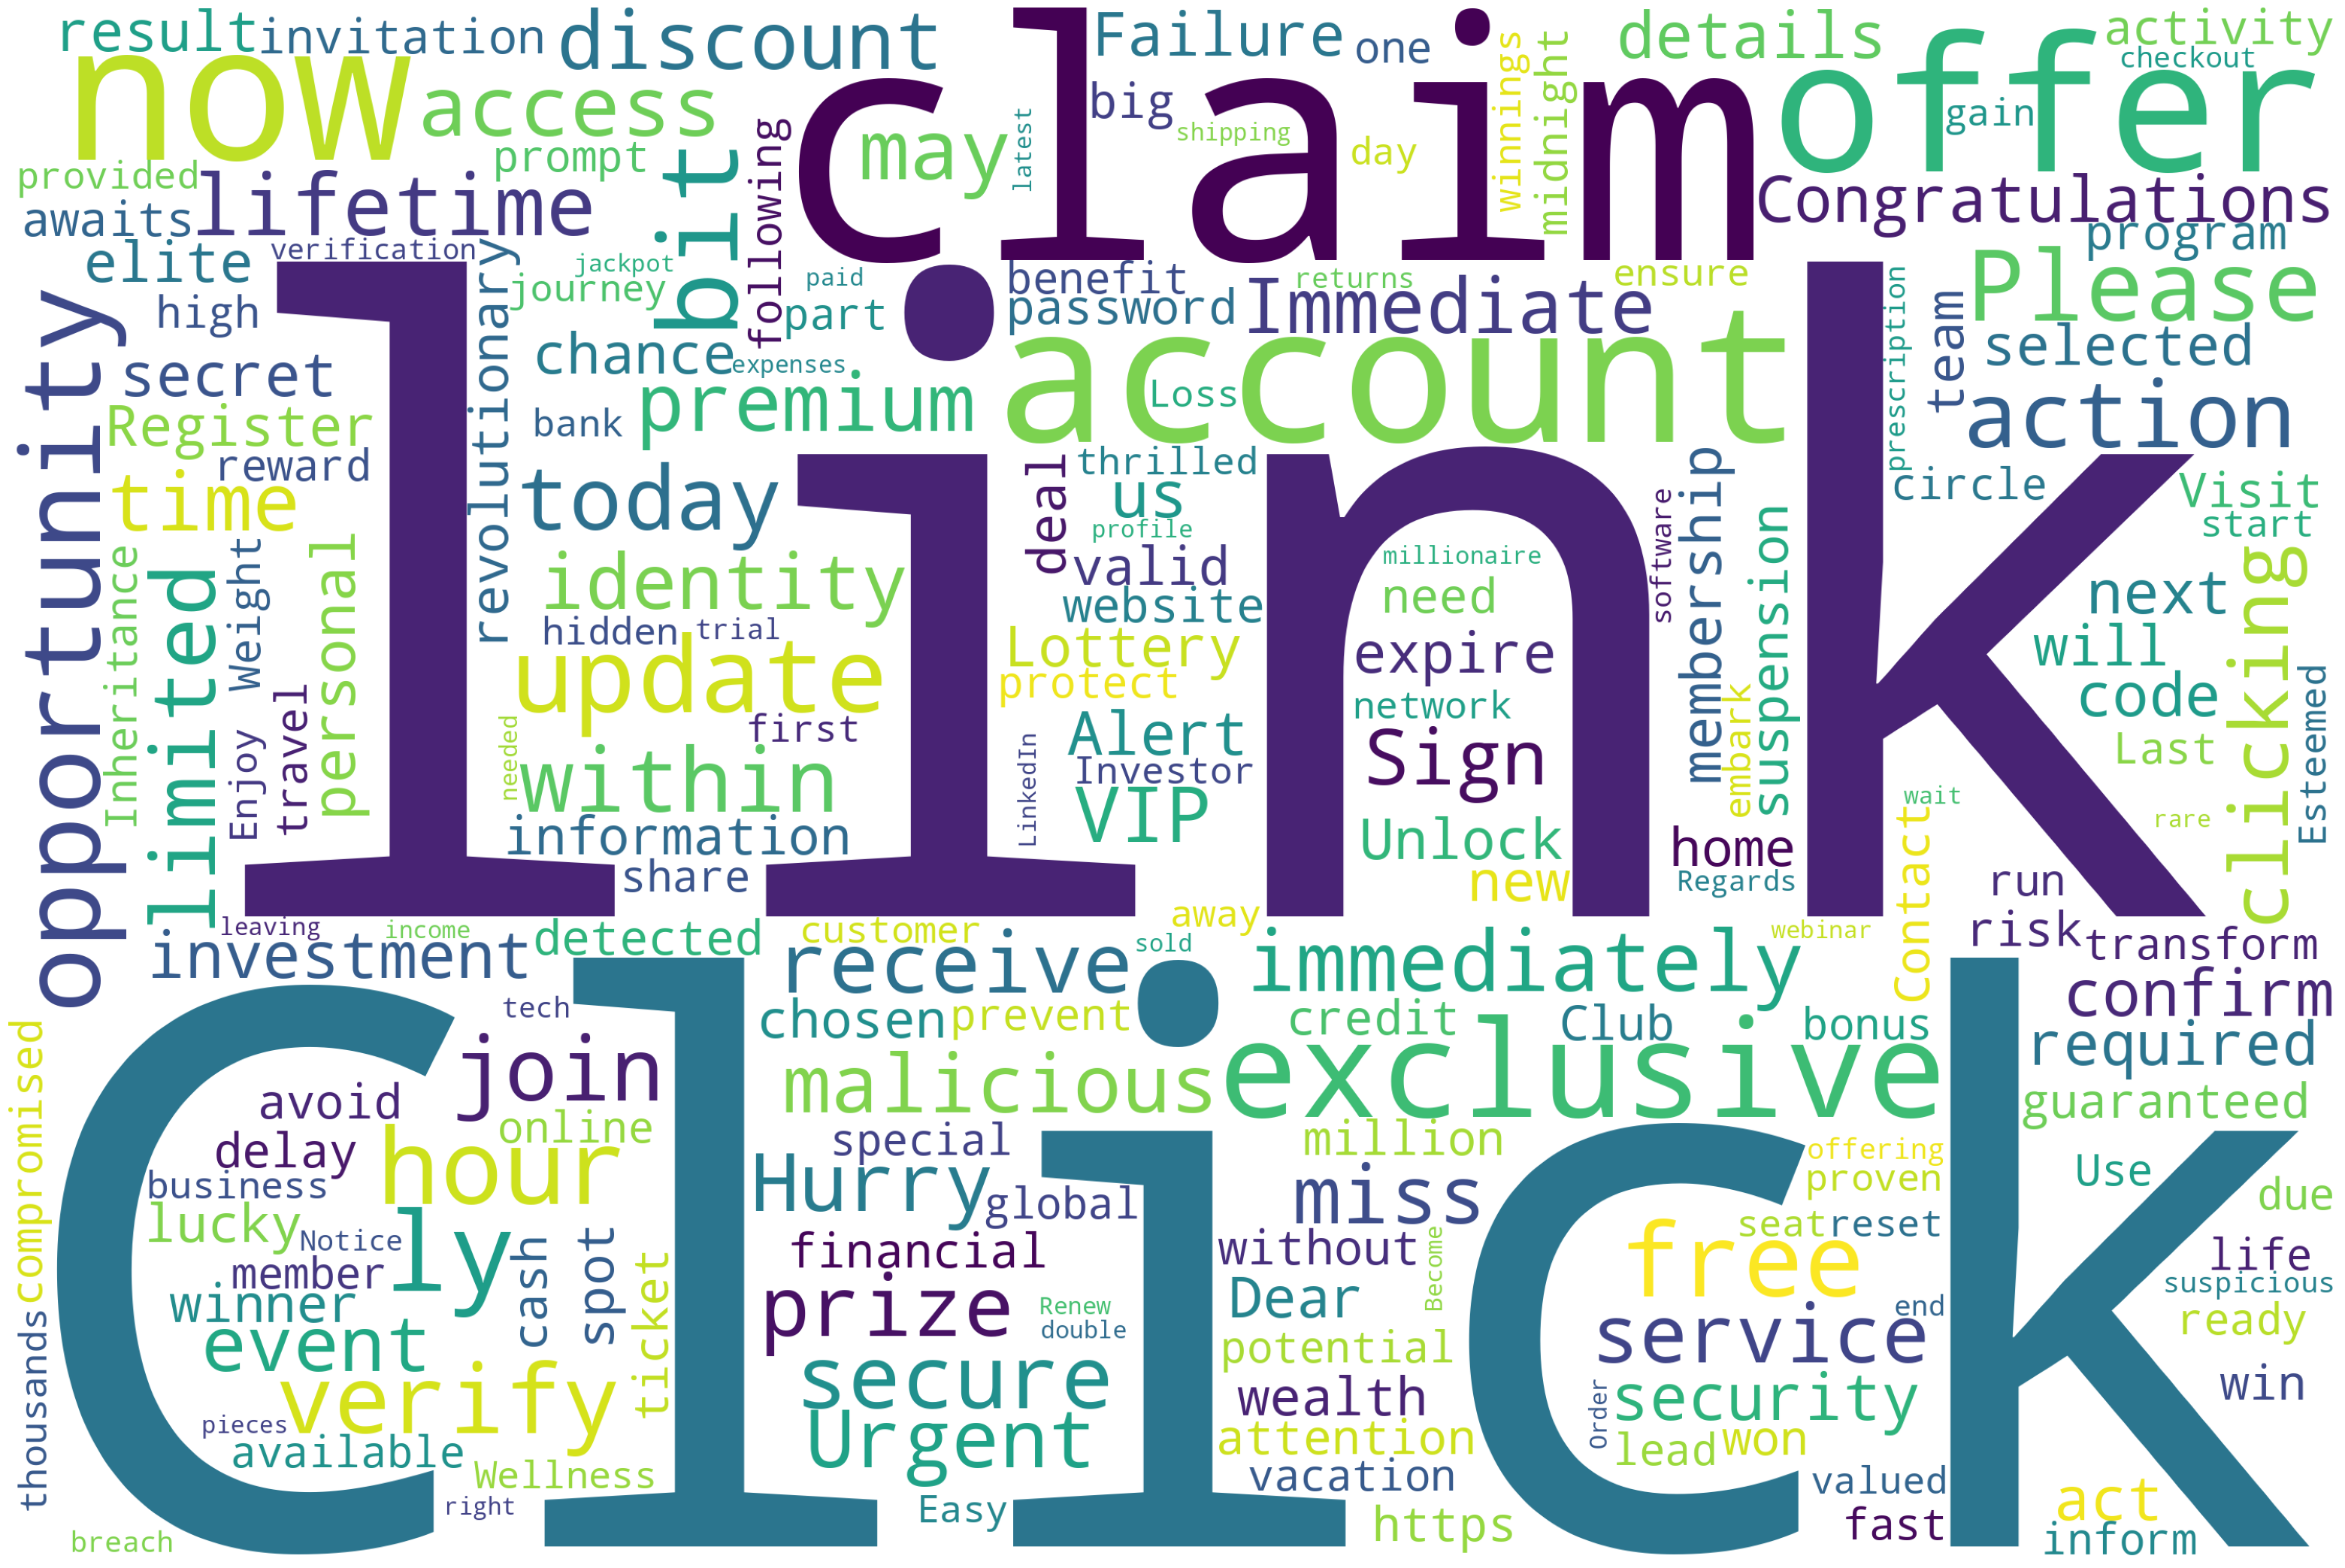 result
invitation
discount
claim
Failure
one
winnings
midnight
details
offer
activity
checkout
now
access
prompt
bit
following
may
latest
big
shipping
day
gain
provided
awaits
lifetime
Congratulations
program
elite
verification
revolutionary
jackpot
journey
paid
part
benefit
password
returns
Immediate
ensure
Please
high
secret
opportunity
link
chance
expenses
account
prescription
team
selected
Register
reward
bank
premium
Loss
action
time
today
deal
thrilled
us
profile
membership
circle
Visit
start
Inheritance
limited
Weight
Enjoy
personal
travel
identity
hidden
trial
valid
website
millionaire
need
software
suspension
next
clicking
update
Lottery
protect
expire
network
will
code
Esteemed
needed
within
first
Alert
Investor
LinkedIn
VIP
Sign
embark
Last
wait
rare
information
share
Unlock
home
Regards
new
Contact
run
leaving
income
investment
detected
customer
away
sold
receive
immediately
webinar
risk
transform
compromised
Click
tech
chosen
prevent
credit
Club
bonus
confirm
required
join
malicious
exclusive
guaranteed
avoid
delay
online
hour
special
million
offering
proven
Use
due
business
lucky
Notice
ly
Hurry
global
miss
seat
reset
member
cash
spot
ticket
financial
without
Become
free
life
suspicious
winner
event
prize
Renew
double
Dear
end
ready
thousands
verify
secure
potential
service
win
pieces
available
Urgent
wealth
attention
Order
security
lead
won
Wellness
right
Easy
vacation
https
valued
fast
act
inform
breach